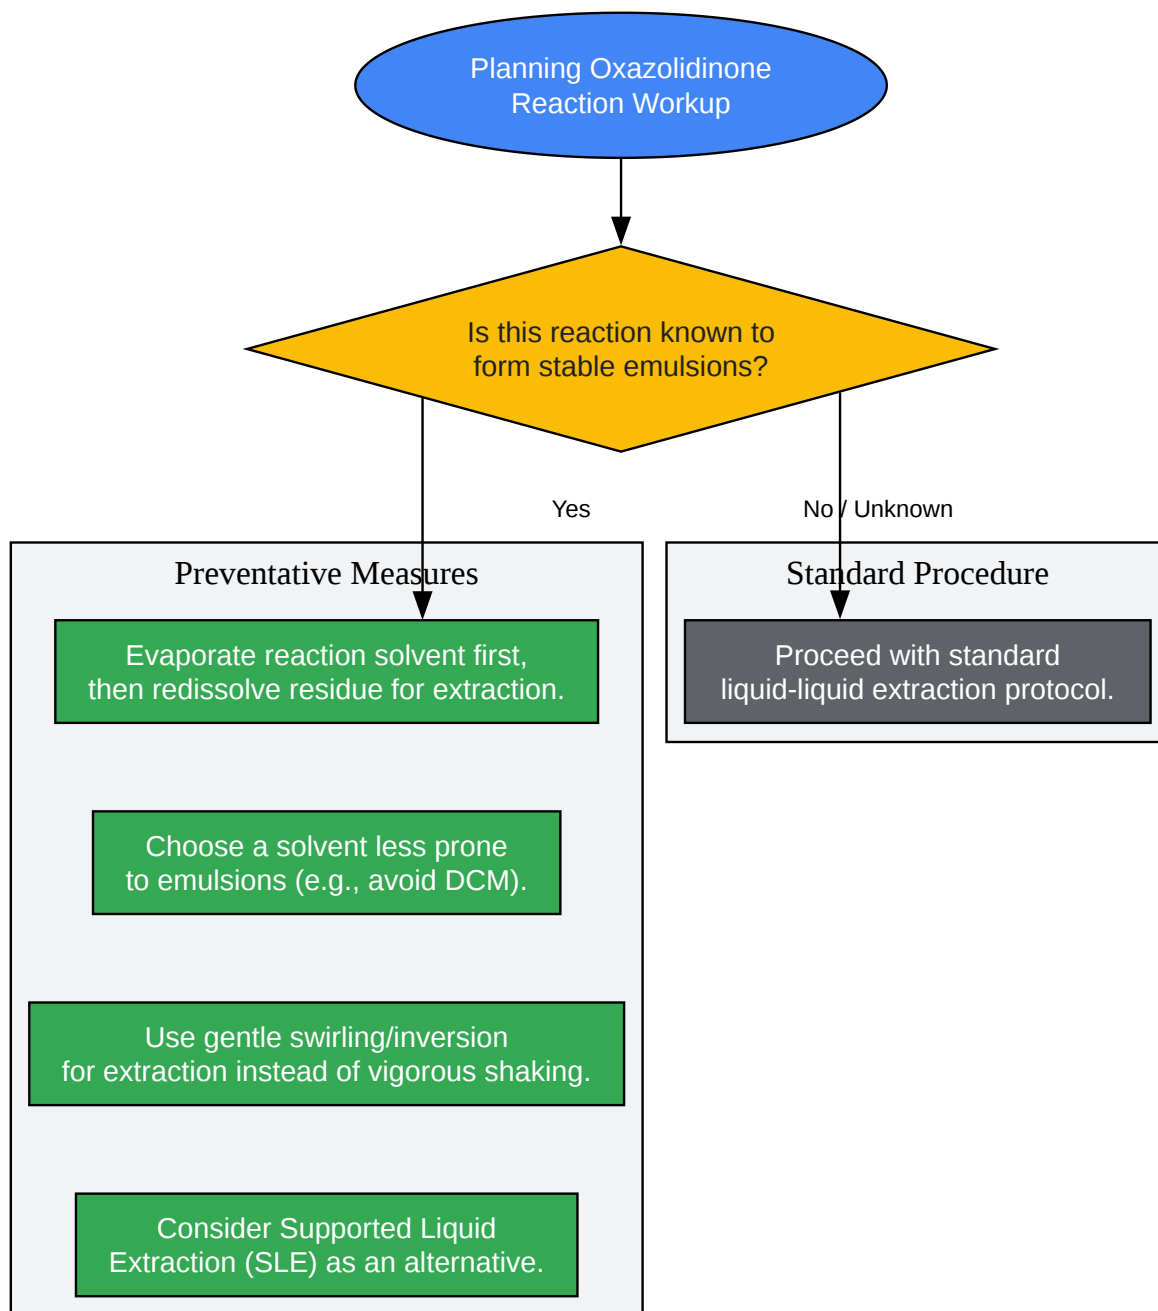 Planning Oxazolidinone
Reaction Workup
Is this reaction known to
form stable emulsions?
Yes
No / Unknown
Preventative Measures
Evaporate reaction solvent first,
then redissolve residue for extraction.
Choose a solvent less prone
to emulsions (e.g., avoid DCM).
Use gentle swirling/inversion
for extraction instead of vigorous shaking.
Consider Supported Liquid
Extraction (SLE) as an alternative.
Standard Procedure
Proceed with standard
liquid-liquid extraction protocol.